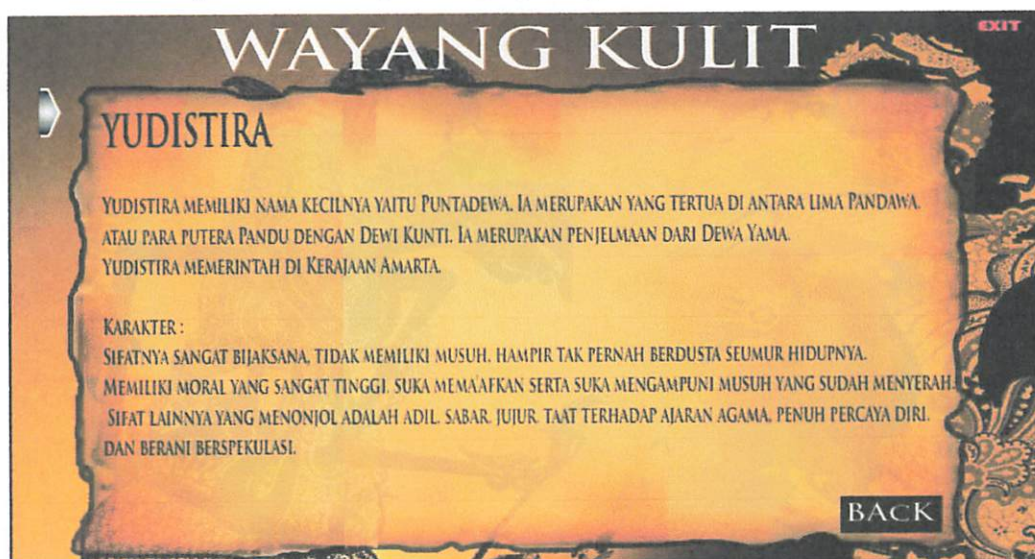 WAYANG KULIT
EXIT
YUDISTIRA
YUDISTIRA MEMILIKI NAMA KECILNYA YAITU PUNTADEWA. IA MERUPAKAN YANG TERTUA DI ANTARA LIMA PANDAWA.
ATAU PARA PUTERA PANDU DENGAN DEWI KUNTI. IA MERUPAKAN PENJELMAAN DARI DEWA YAMA.
YUDISTIRA MEMERINTAH DI KERAJAAN AMARTA.
KARAKTER :
SIFATNYA SANGAT BIJAKSANA, TIDAK MEMILIKI MUSUH. HAMPIR TAK PERNAH BERDUSTA SEUMUR HIDUPNYA.
MEMILIKI MORAL YANG SANGAT TINGGI. SUKA MEMA'AFKAN SERTA SUKA MENGAMPUNI MUSUH YANG SUDAH MENYERAH.
SIFAT LAINNYA YANG MENONJOL ADALAH ADIL. SABAR. JUJUR. TAAT TERHADAP AJARAN AGAMA, PENUH PERCAYA DIRI.
DAN BERANI BERSPEKULASI.
BACK